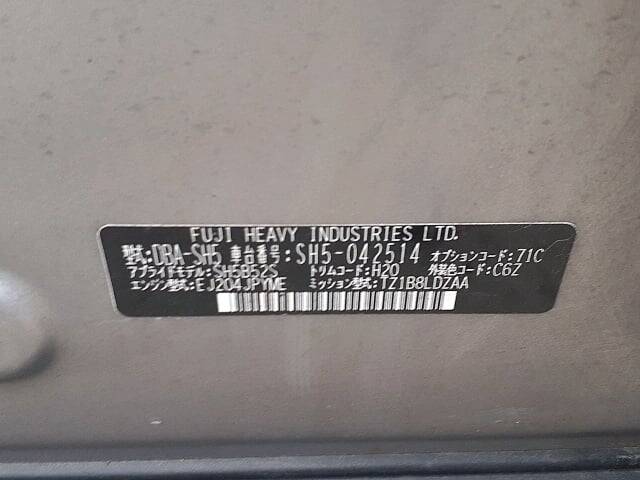 FUJI HEAVY INDUSTRIES LTD.
型式:DBA-SH5 車台番号:SH5-042514 オプションコード:71C
アプライドモデル:SH5B52S トリムコード:H20 外装色コード:C6Z
エンジン型式:EJ204JPYME ミッション型式:TZ1B8LDZAA